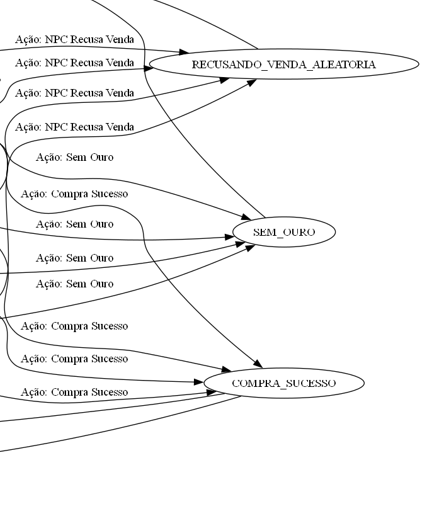 Ação: NPC Recusa Venda
Ação: NPC Recusa Venda
RECUSANDO_VENDA_ALEATORIA
Ação: NPC Recusa Venda
Ação: NPC Recusa Venda
Ação: Sem Ouro
Ação: Compra Sucesso
Ação: Sem Ouro
SEM_OURO
Ação: Sem Ouro
Ação: Sem Ouro
Ação: Compra Sucesso
Ação: Compra Sucesso
COMPRA_SUCESSO
Ação: Compra Sucesso